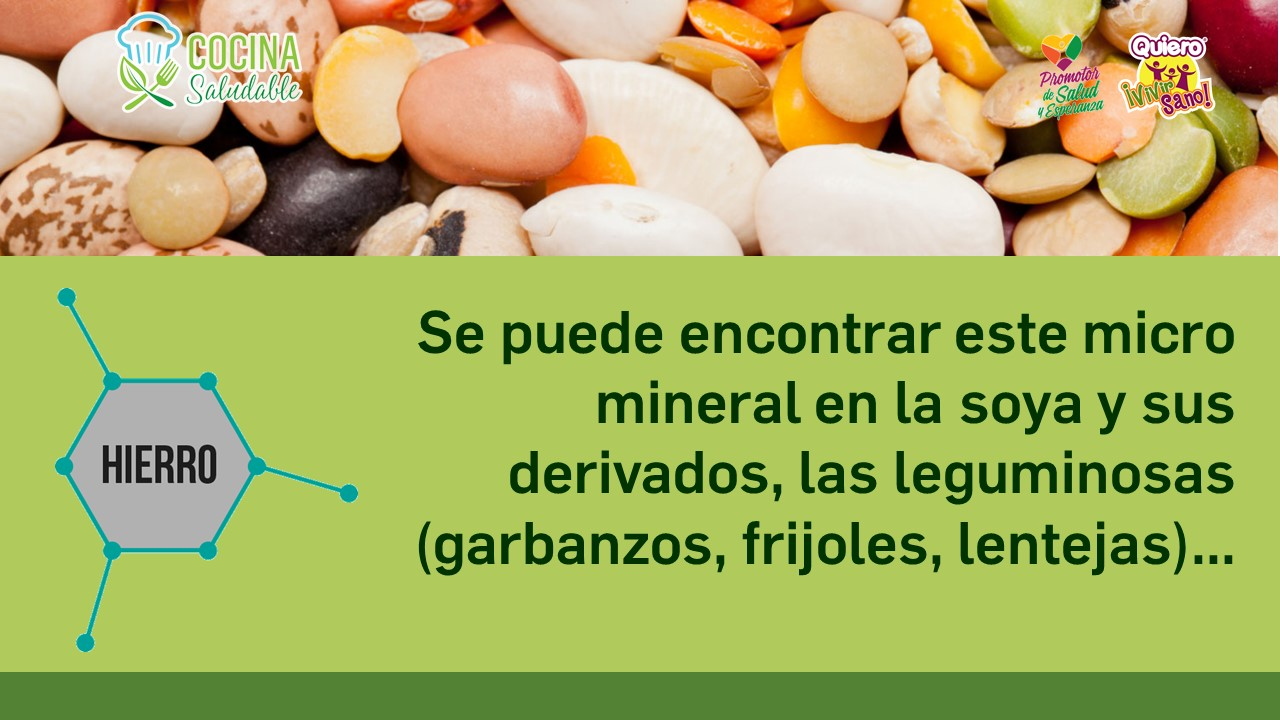 COCINA
Saludable
Promotor
de Salud
y Esperanza
Quiero
¡Vivir
Sano!
HIERRO
Se puede encontrar este micro
mineral en la soya y sus
derivados, las leguminosas
(garbanzos, frijoles, lentejas)...